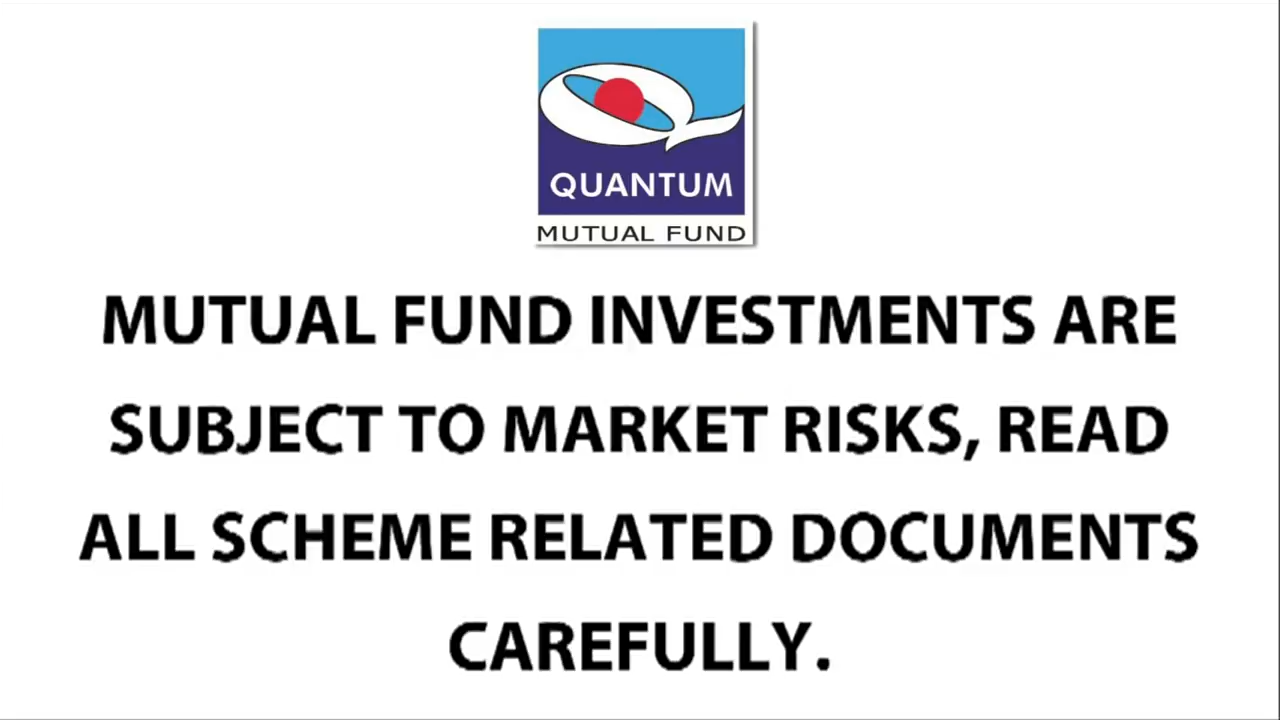 QUANTUM
MUTUAL FUND
MUTUAL FUND INVESTMENTS ARE
SUBJECT TO MARKET RISKS, READ
ALL SCHEME RELATED DOCUMENTS
CAREFULLY.